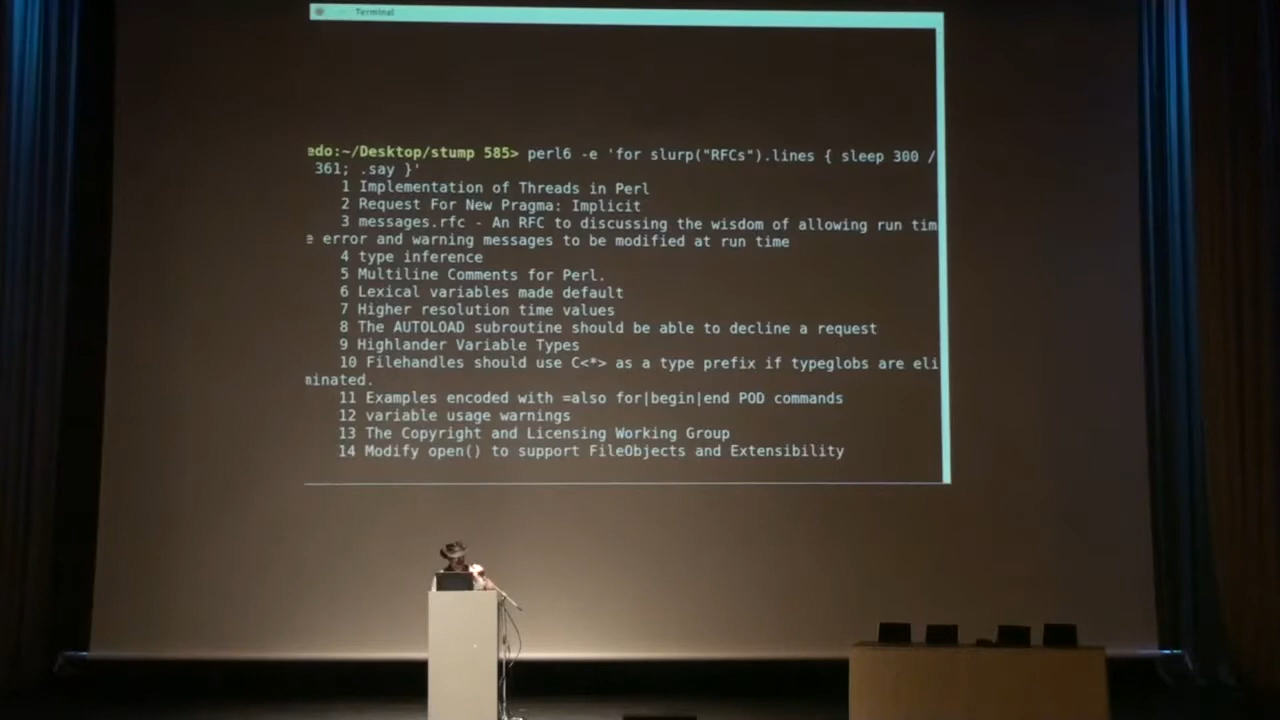 Terminal
edo:~/Desktop/stump 585> perl6 -e 'for slurp("RFCs").lines { sleep 300 /
361; .say }'
1 Implementation of Threads in Perl
2 Request For New Pragma: Implicit
3 messages.rfc - An RFC to discussing the wisdom of allowing run tim
e error and warning messages to be modified at run time
4 type inference
5 Multiline Comments for Perl.
6 Lexical variables made default
7 Higher resolution time values
8 The AUTOLOAD subroutine should be able to decline a request
9 Highlander Variable Types
10 Filehandles should use C<*> as a type prefix if typeglobs are eli
minated.
11 Examples encoded with =also for|begin|end POD commands
12 variable usage warnings
13 The Copyright and Licensing Working Group
14 Modify open() to support FileObjects and Extensibility